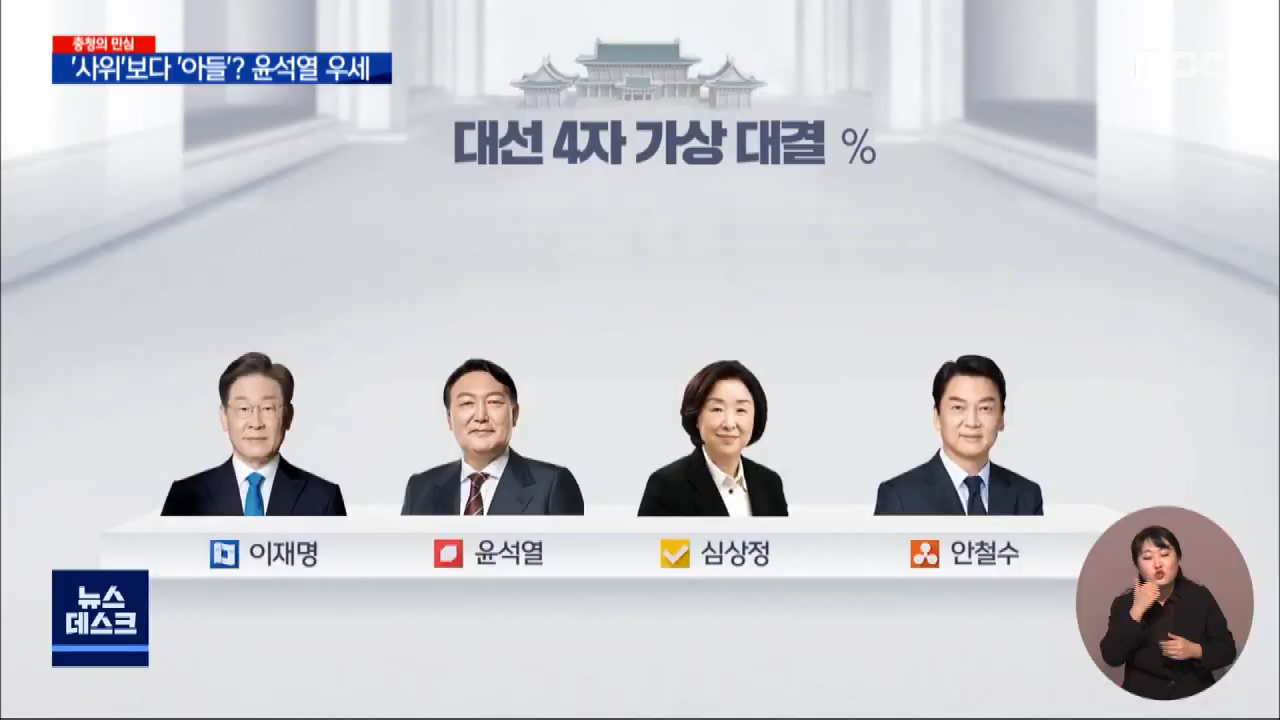 충청의 민심
'사위'보다 '아들'? 윤석열 우세
대선 4자 가상 대결 %
이재명
윤석열
심상정
안철수
뉴스
데스크